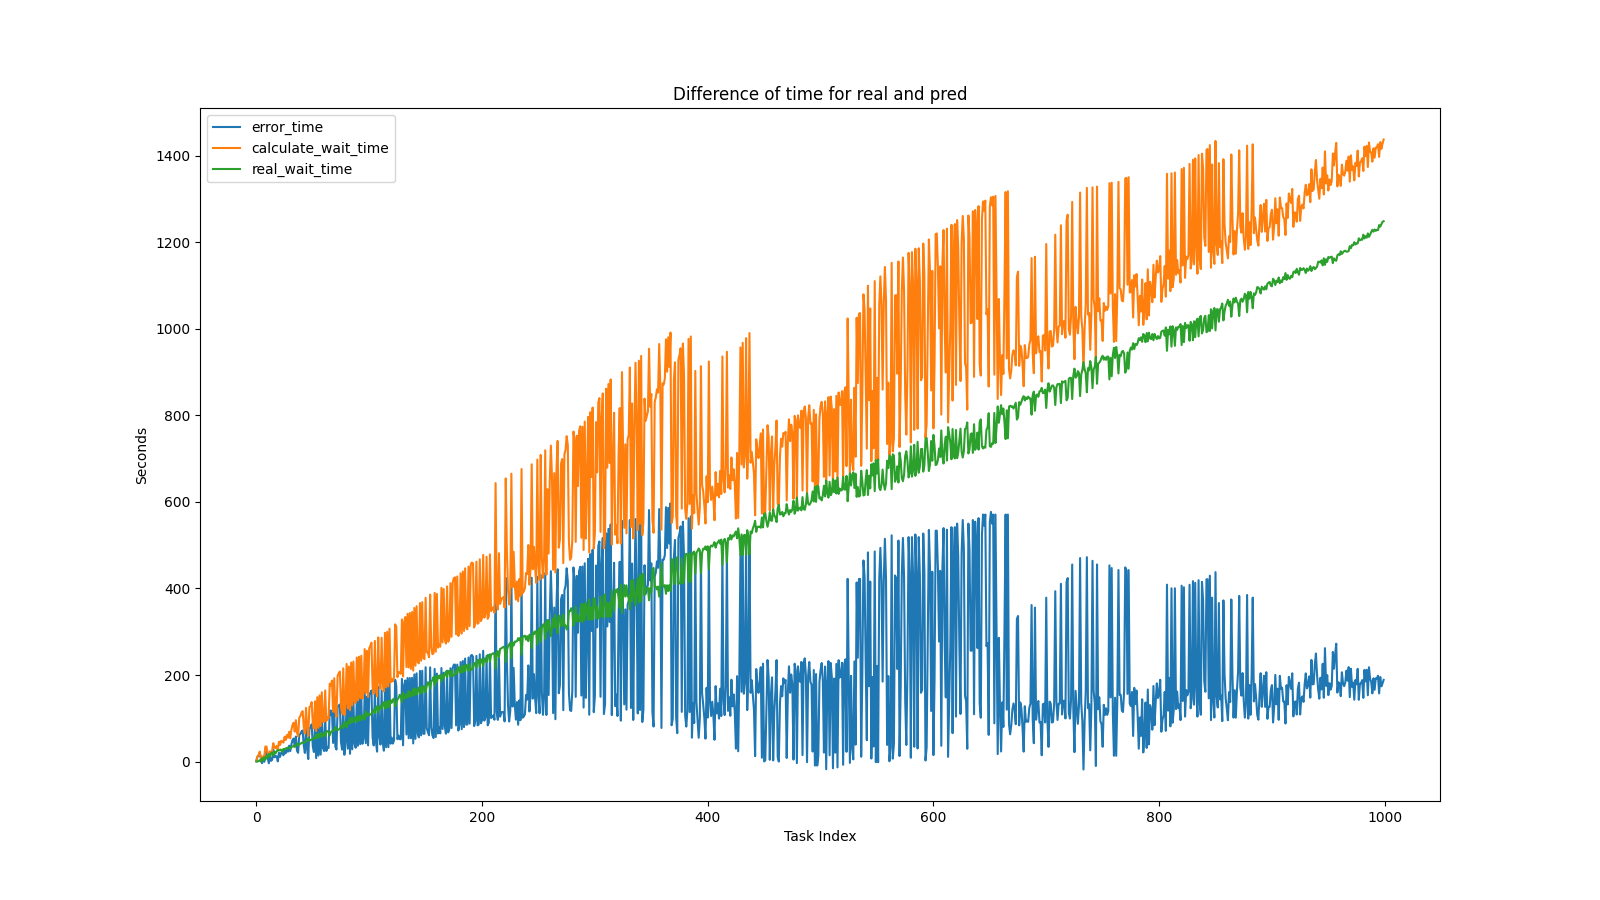 Difference of time for real and pred
error_time
calculate_wait_time
real_wait_time
1400
1200
1000
800
600
400
200
0
Seconds
0 200 400 600 800 1000
Task Index